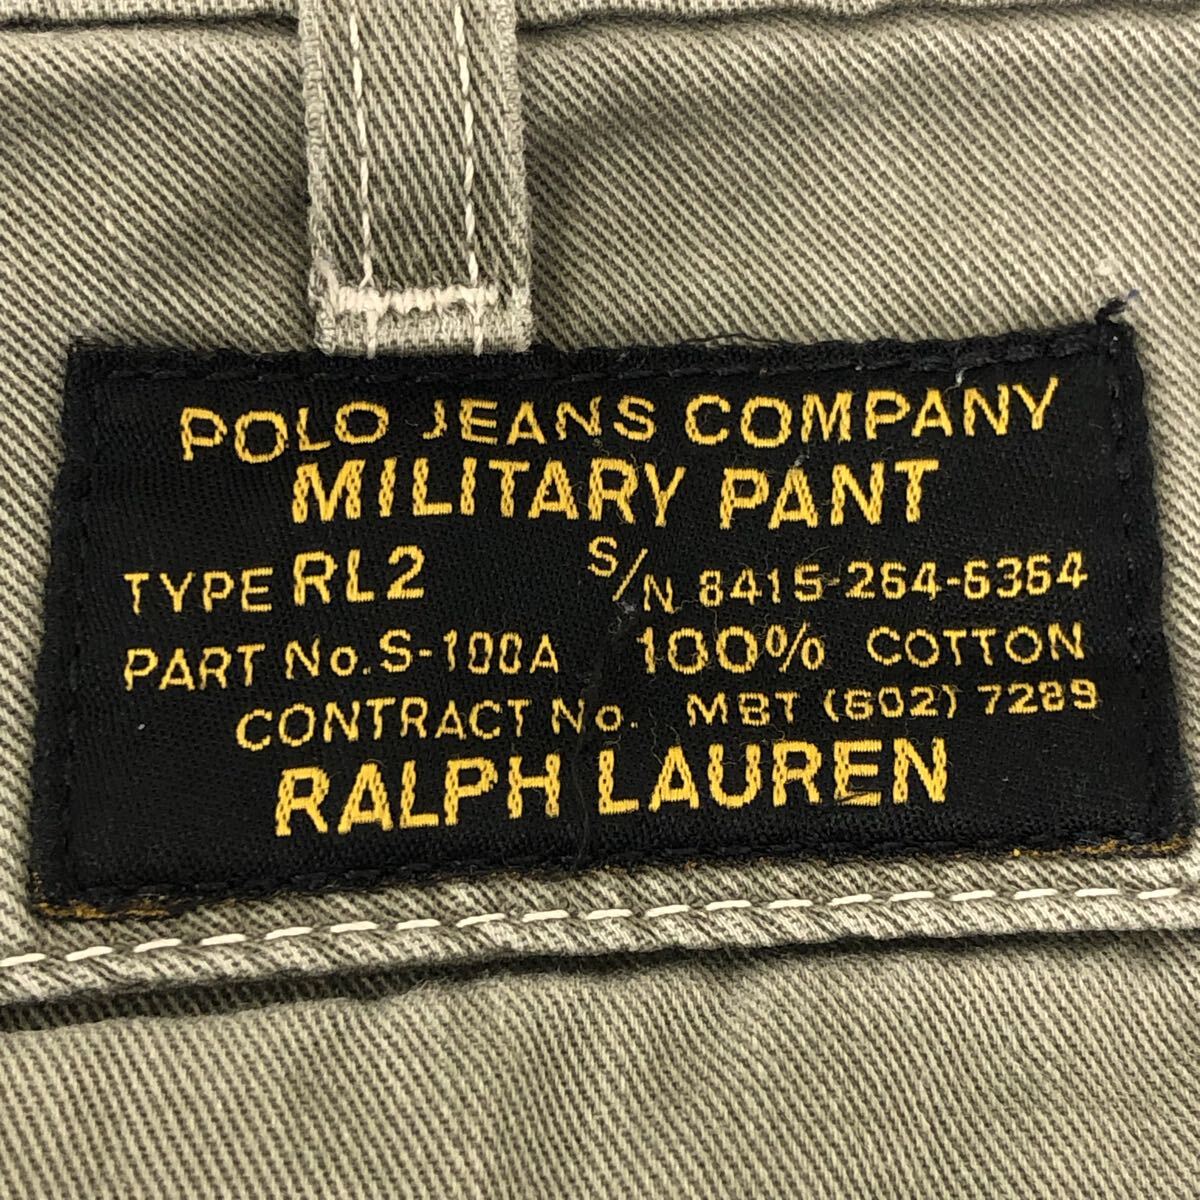 POLO JEANS COMPANY
MILITARY PANT
TYPE RL2 S/N 8415-264-6364
PART No. S-100A 100% COTTON
CONTRACT No. MBT (602) 7289
RALPH LAUREN